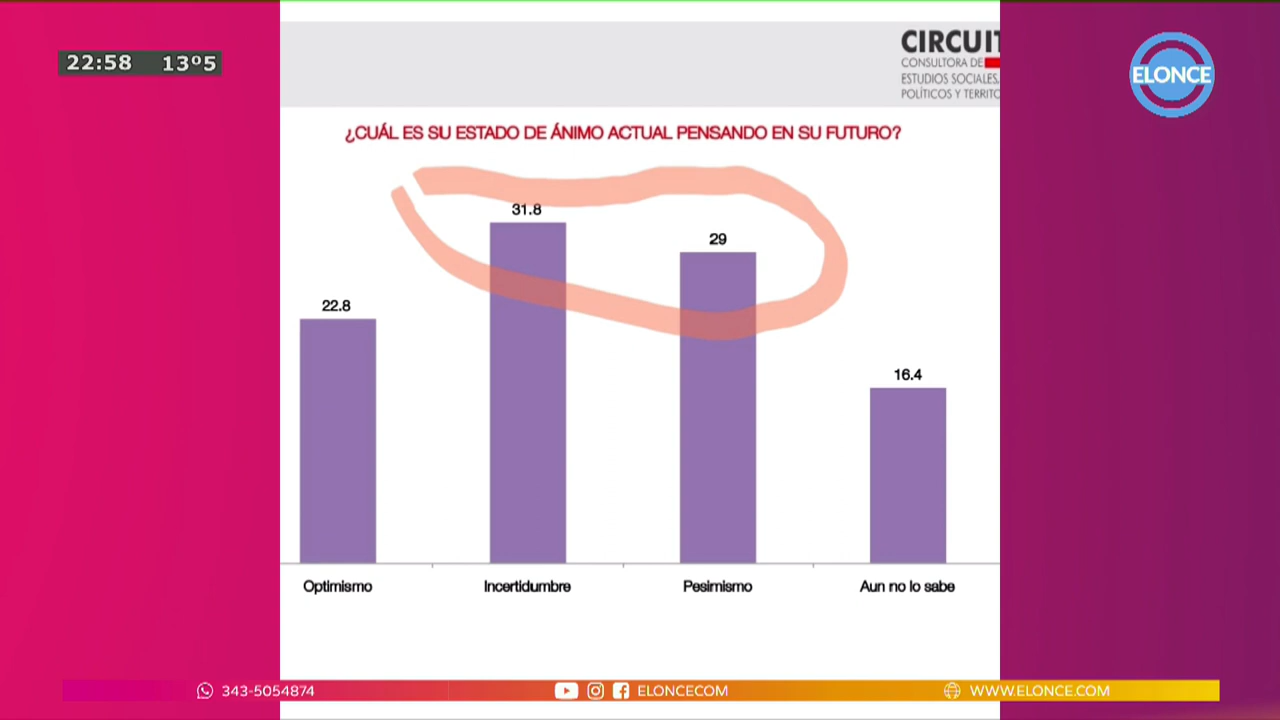 22:58 13º5
CIRCUIT
CONSULTORA DE
ESTUDIOS SOCIALES,
POLÍTICOS Y TERRITO
ELONCE
¿CUÁL ES SU ESTADO DE ÁNIMO ACTUAL PENSANDO EN SU FUTURO?
31.8
29
22.8
16.4
Optimismo Incertidumbre Pesimismo Aun no lo sabe
343-5054874 ELONCECOM WWW.ELONCE.COM